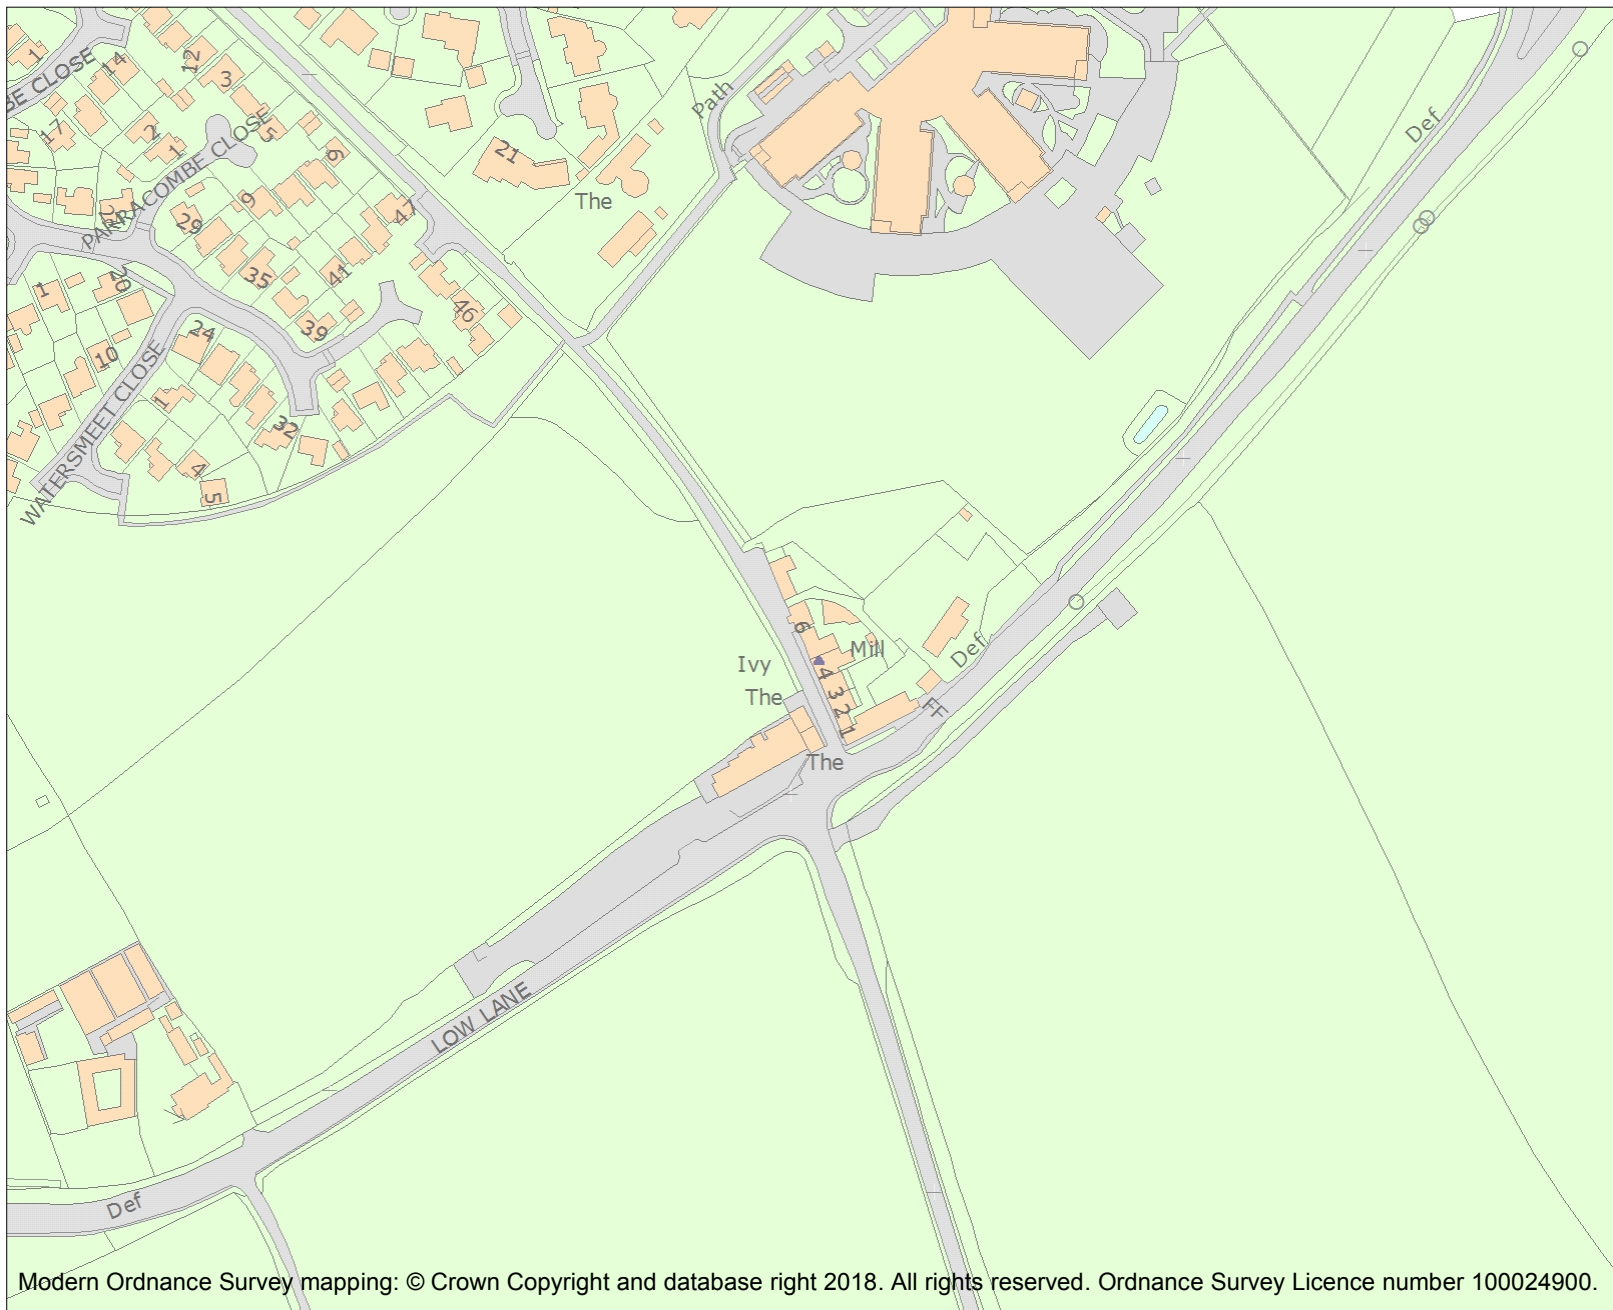 1
BE CLOSE
14
12
3
17
2
1
5
6
PARRACOMBE CLOSE
9
29
47
35
41
20
1
46
39
24
10
WATERSMEET CLOSE
1
32
4
5
21
The
Path
Def
6
Mill
Ivy
4
The
3
2
1
Def
FF
The
LOW LANE
Def
Modern Ordnance Survey mapping: © Crown Copyright and database right 2018. All rights reserved. Ordnance Survey Licence number 100024900.